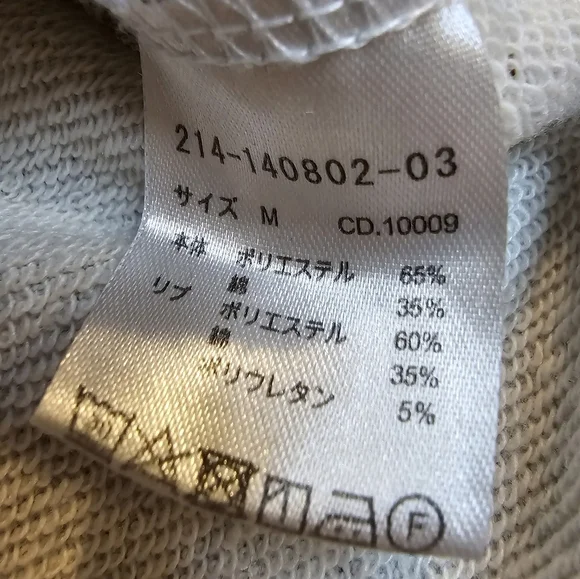 214-140802-03
サイズ M CD.10009
本体 ポリエステル 65%
綿 35%
リブ ポリエステル 60%
綿 35%
ポリウレタン 5%
30
F